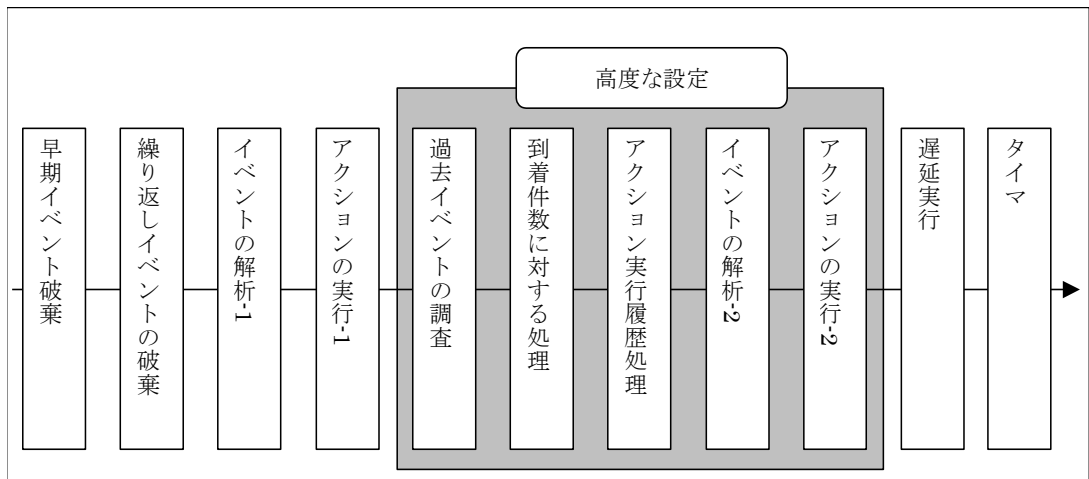 高度な設定
早期イベント破棄
繰り返しイベントの破棄
イベントの解析-1
アクションの実行-1
過去イベントの調査
到着件数に対する処理
アクション実行履歴処理
イベントの解析-2
アクションの実行-2
遅延実行
タイマ